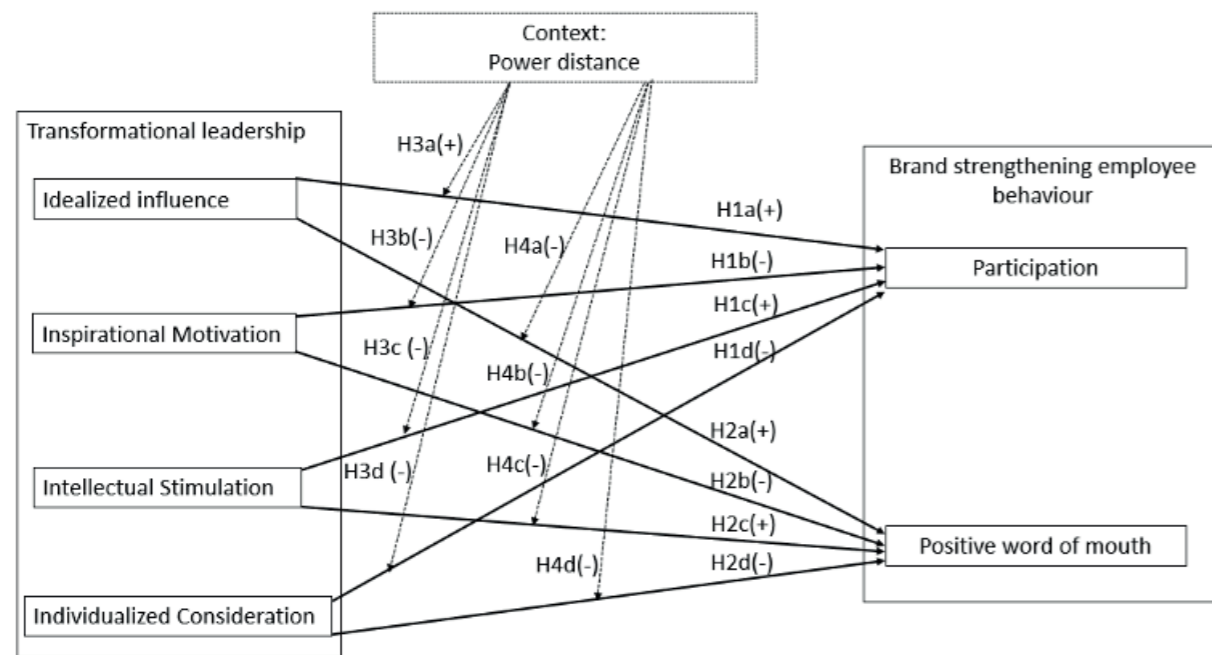 Context:
Power distance
Transformational leadership
H3a(+)
Brand strengthening employee
behaviour
Idealized influence
H1a(+)
H3b(-)
H4a(-)
H1b(-)
Participation
H1c(+)
Inspirational Motivation
H3c (-)
H1d(-)
H4b(-)
H2a(+)
H3d (-)
H4c(-)
Intellectual Stimulation
H2b(-)
H2c(+)
Positive word of mouth
H4d(-)
H2d(-)
Individualized Consideration